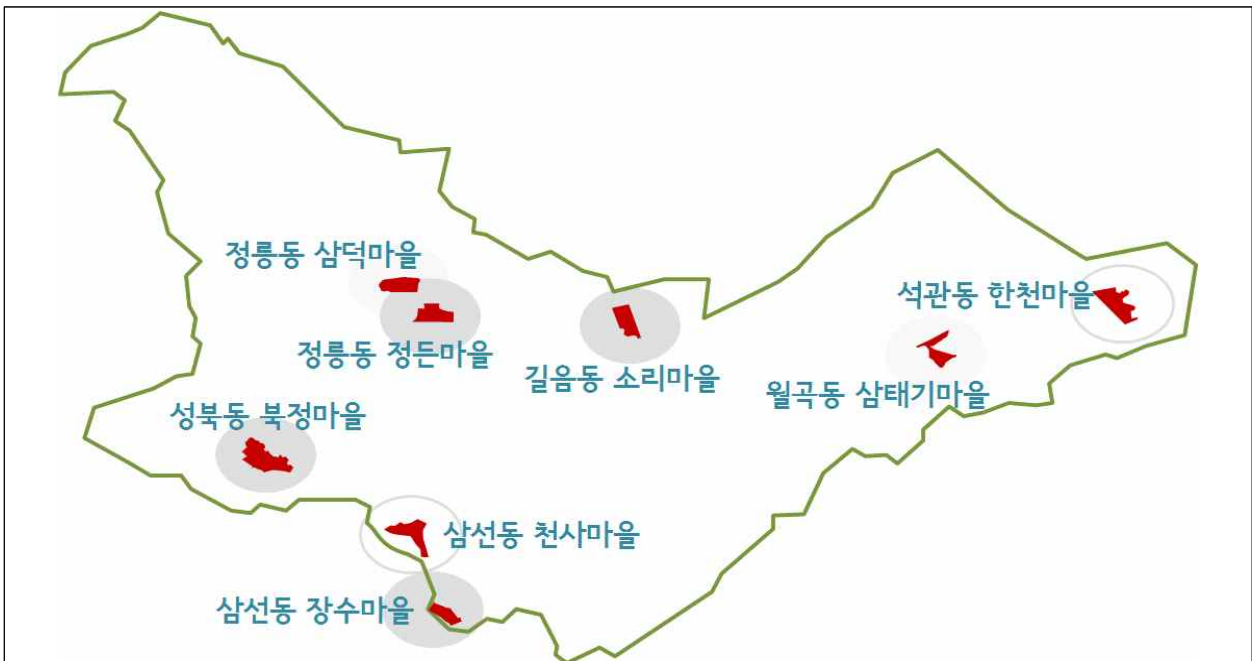 정릉동 삼덕마을
석관동 한천마을
정릉동 정든마을
길음동 소리마을
월곡동 삼태기마을
성북동 북정마을
삼선동 천사마을
삼선동 장수마을